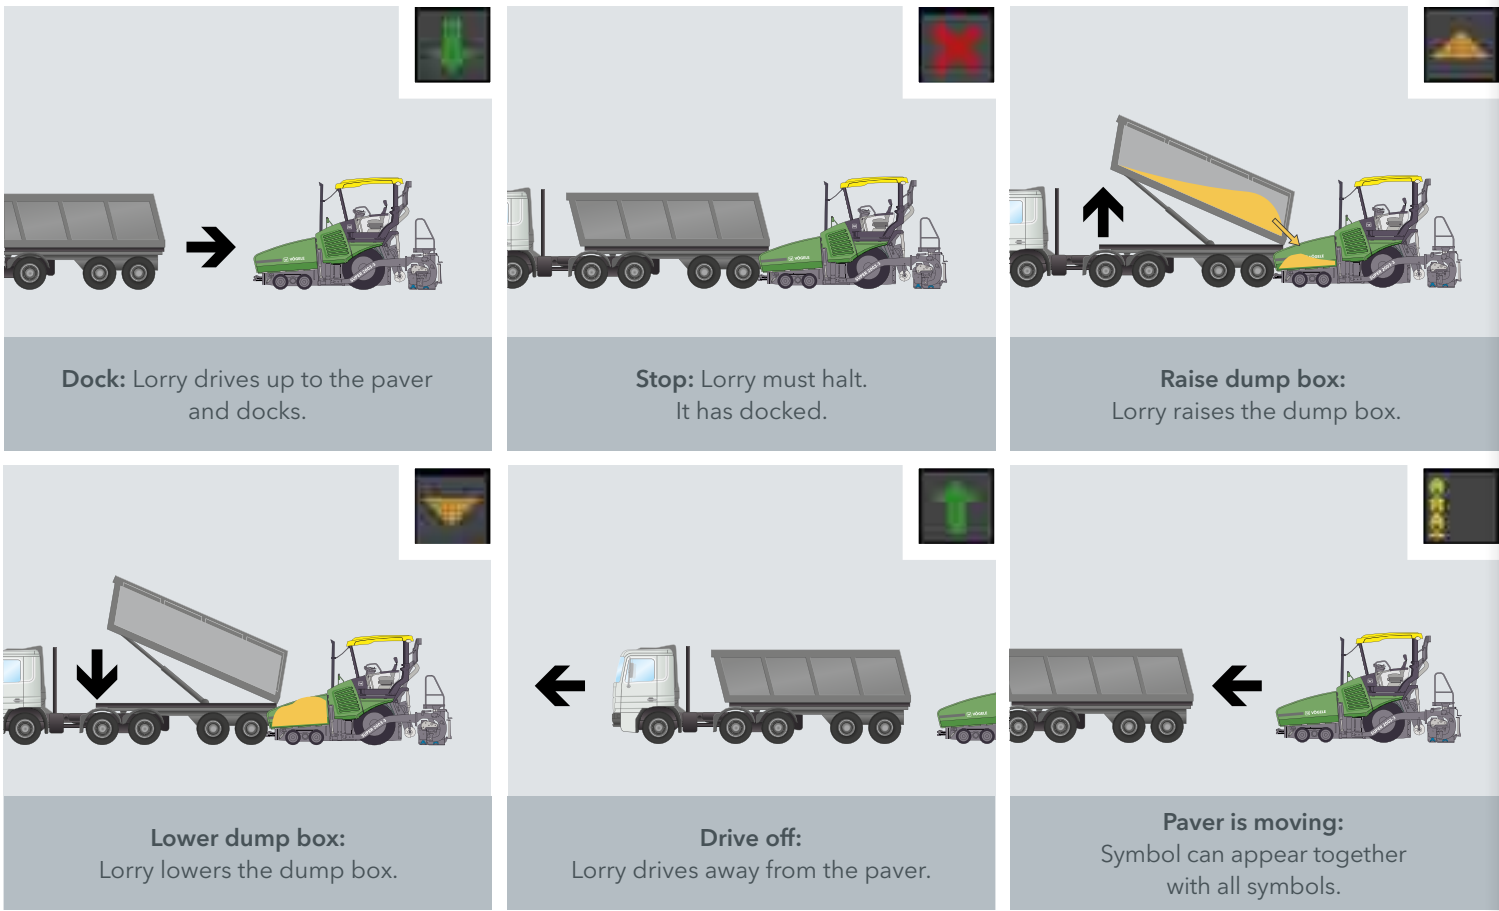 Dock: Lorry drives up to the paver
and docks.
Stop: Lorry must halt.
It has docked.
Raise dump box:
Lorry raises the dump box.
Lower dump box:
Lorry lowers the dump box.
Drive off:
Lorry drives away from the paver.
Paver is moving:
Symbol can appear together
with all symbols.